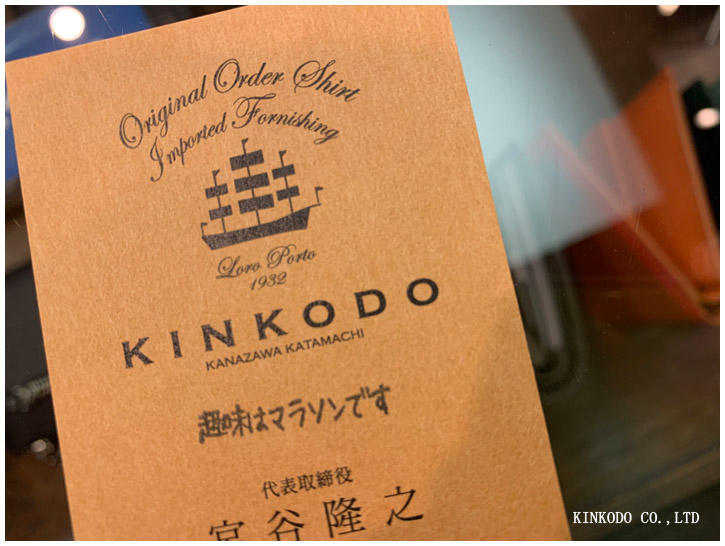 Original Order Shirt
Imported Fornishing
Loro Porto
1932
KINKODO
KANAZAWA KATAMACHI
趣味はマラソンです
代表取締役
宮谷隆之
KINKODO CO.,LTD